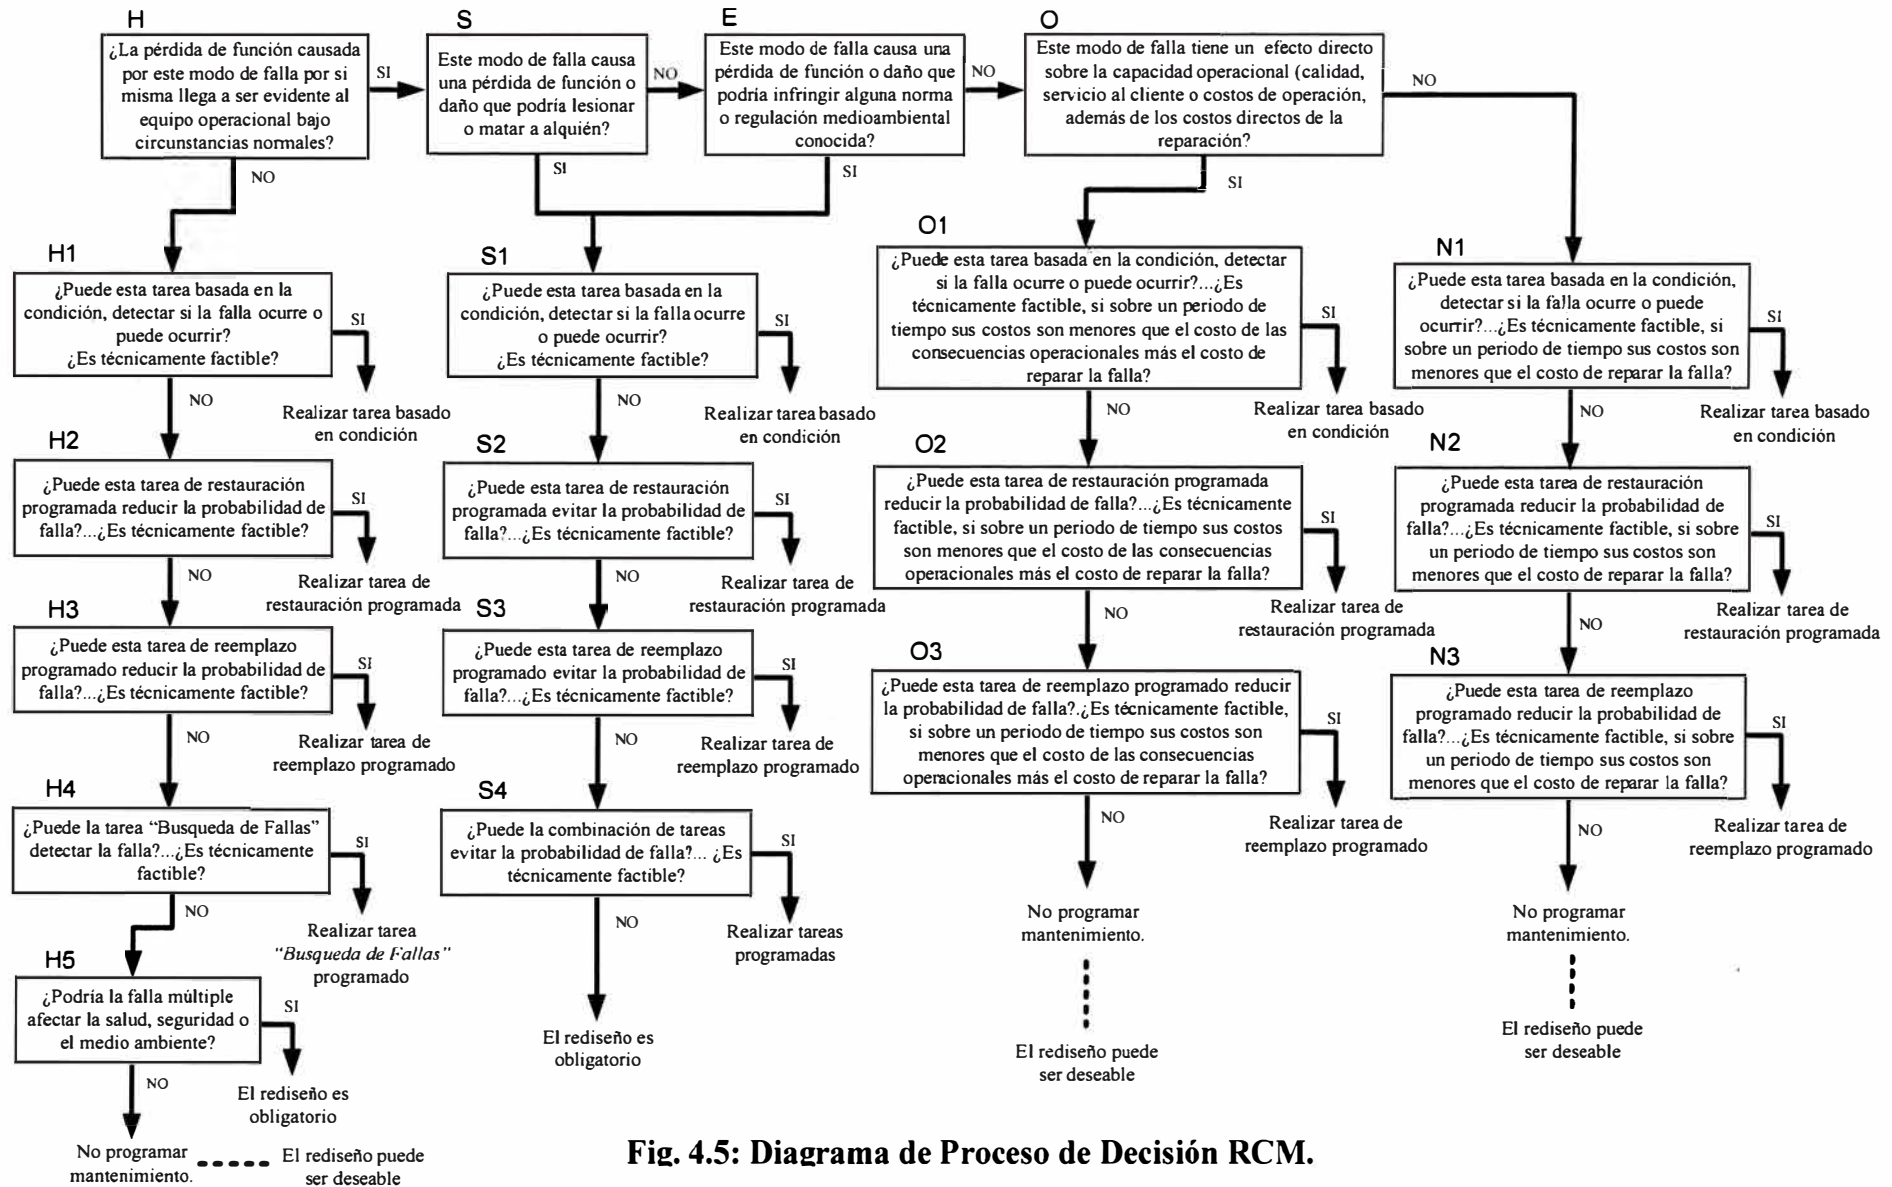 H
¿La pérdida de función causada
por este modo de falla por si
misma llega a ser evidente al
equipo operacional bajo
circunstancias normales?
SI
NO
S
Este modo de falla causa
una pérdida de función o
daño que podría lesionar
o matar a alquién?
NO
SI
E
Este modo de falla causa una
pérdida de función o daño que
podría infringir alguna norma
o regulación medioambiental
conocida?
NO
SI
O
Este modo de falla tiene un efecto directo
sobre la capacidad operacional (calidad,
servicio al cliente o costos de operación,
además de los costos directos de la
reparación?
NO
SI
H1
¿Puede esta tarea basada en la
condición, detectar si la falla ocurre o
puede ocurrir?
¿Es técnicamente factible?
SI
NO
Realizar tarea basado
en condición
H2
¿Puede esta tarea de restauración
programada reducir la probabilidad de
falla?...¿Es técnicamente factible?
SI
NO
Realizar tarea de
restauración programada
H3
¿Puede esta tarea de reemplazo
programado reducir la probabilidad de
falla?...¿Es técnicamente factible?
SI
NO
Realizar tarea de
reemplazo programado
H4
¿Puede la tarea “Busqueda de Fallas”
detectar la falla?...¿Es técnicamente
factible?
SI
NO
Realizar tarea
“Busqueda de Fallas”
programado
H5
¿Podría la falla múltiple
afectar la salud, seguridad o
el medio ambiente?
SI
NO
El rediseño es
obligatorio
No programar
mantenimiento.
El rediseño puede
ser deseable
S1
¿Puede esta tarea basada en la
condición, detectar si la falla ocurre
o puede ocurrir?
¿Es técnicamente factible?
SI
NO
Realizar tarea basado
en condición
S2
¿Puede esta tarea de restauración
programada evitar la probabilidad de
falla?...¿Es técnicamente factible?
SI
NO
Realizar tarea de
restauración programada
S3
¿Puede esta tarea de reemplazo
programado evitar la probabilidad de
falla?...¿Es técnicamente factible?
SI
NO
Realizar tarea de
reemplazo programado
S4
¿Puede la combinación de tareas
evitar la probabilidad de falla?... ¿Es
técnicamente factible?
SI
NO
Realizar tareas
programadas
El rediseño es
obligatorio
O1
¿Puede esta tarea basada en la condición, detectar
si la falla ocurre o puede ocurrir?...¿Es
técnicamente factible, si sobre un periodo de
tiempo sus costos son menores que el costo de las
consecuencias operacionales más el costo de
reparar la falla?
SI
NO
Realizar tarea basado
en condición
O2
¿Puede esta tarea de restauración programada
reducir la probabilidad de falla?...¿Es técnicamente
factible, si sobre un periodo de tiempo sus costos
son menores que el costo de las consecuencias
operacionales más el costo de reparar la falla?
SI
NO
Realizar tarea de
restauración programada
O3
¿Puede esta tarea de reemplazo programado reducir
la probabilidad de falla?.¿Es técnicamente factible,
si sobre un periodo de tiempo sus costos son
menores que el costo de las consecuencias
operacionales más el costo de reparar la falla?
SI
NO
Realizar tarea de
reemplazo programado
No programar
mantenimiento.
El rediseño puede
ser deseable
N1
¿Puede esta tarea basada en la condición,
detectar si la falla ocurre o puede
ocurrir?...¿Es técnicamente factible, si
sobre un periodo de tiempo sus costos son
menores que el costo de reparar la falla?
SI
NO
Realizar tarea basado
en condición
N2
¿Puede esta tarea de restauración
programada reducir la probabilidad de
falla?...¿Es técnicamente factible, si sobre
un periodo de tiempo sus costos son
menores que el costo de reparar la falla?
SI
NO
Realizar tarea de
restauración programada
N3
¿Puede esta tarea de reemplazo
programado reducir la probabilidad de
falla?...¿Es técnicamente factible, si sobre
un periodo de tiempo sus costos son
menores que el costo de reparar la falla?
SI
NO
Realizar tarea de
reemplazo programado
No programar
mantenimiento.
El rediseño puede
ser deseable
Fig. 4.5: Diagrama de Proceso de Decisión RCM.